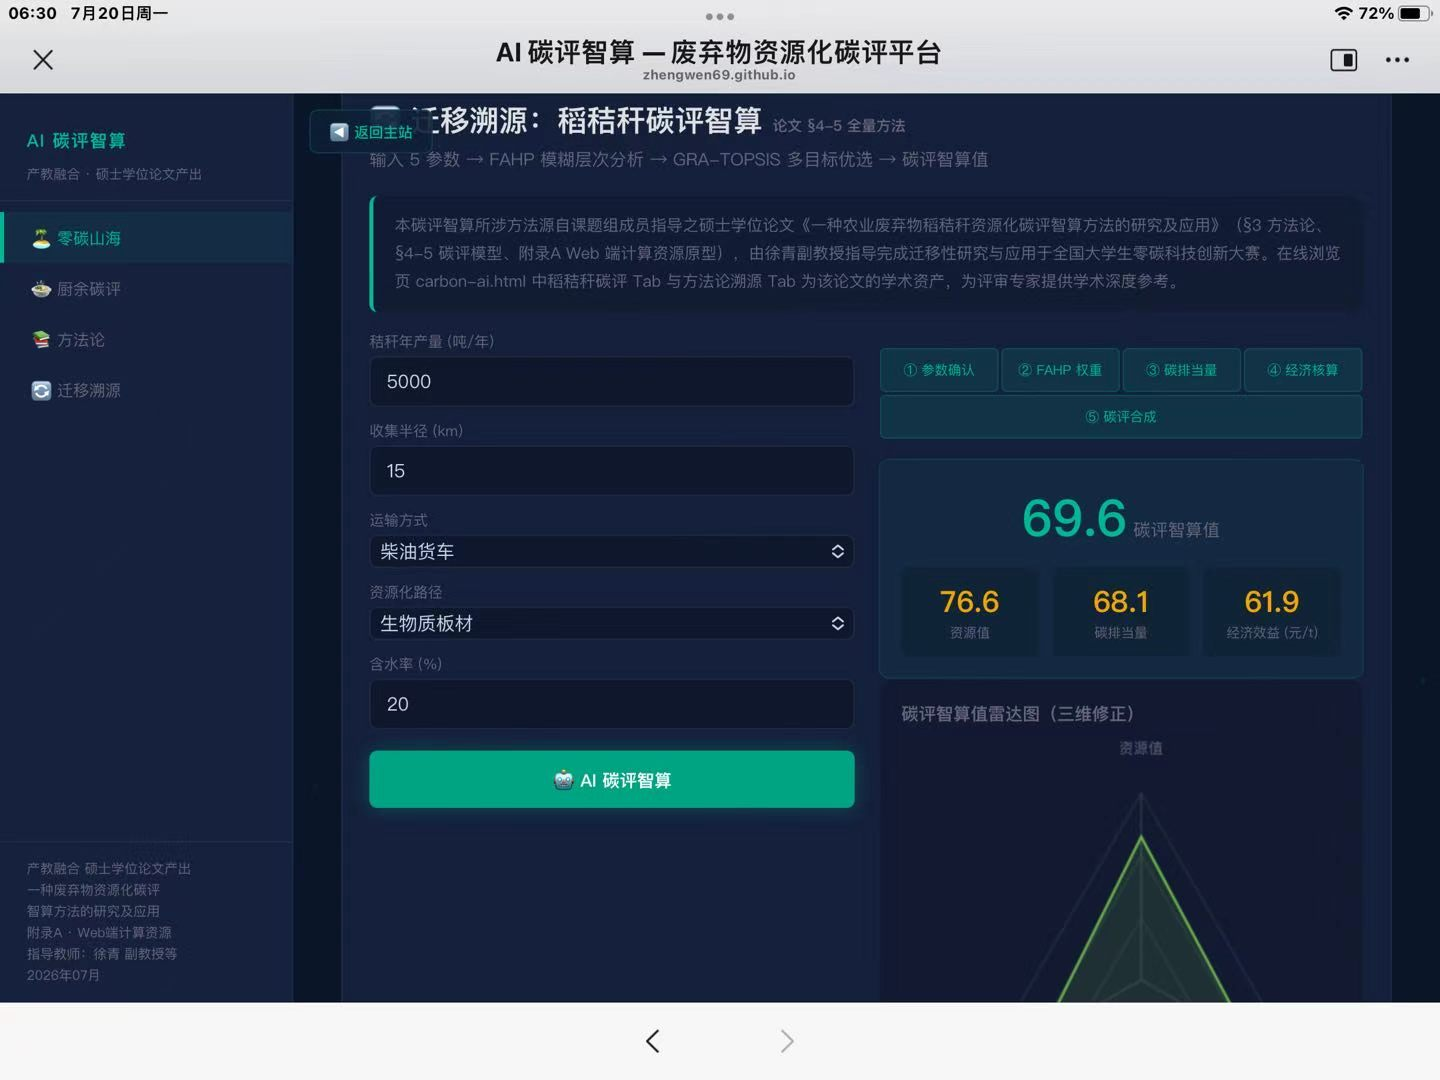 06:30 7月20日周一
72%
AI 碳评智算 — 废弃物资源化碳评平台
zhengwen69.github.io
AI 碳评智算
产教融合 · 硕士学位论文产出
零碳山海
厨余碳评
方法论
迁移溯源
产教融合 硕士学位论文产出
一种废弃物资源化碳评
智算方法的研究及应用
附录A · Web端计算资源
指导教师：徐青 副教授等
2026年07月
返回主站
迁移溯源：稻秸秆碳评智算 论文 §4-5 全量方法
输入 5 参数 → FAHP 模糊层次分析 → GRA-TOPSIS 多目标优选 → 碳评智算值
本碳评智算所涉方法源自课题组成员指导之硕士学位论文《一种农业废弃物稻秸秆资源化碳评智算方法的研究及应用》（§3 方法论、
§4-5 碳评模型、附录A Web 端计算资源原型），由徐青副教授指导完成迁移性研究与应用于全国大学生零碳科技创新大赛。在线浏览
页 carbon-ai.html 中稻秸秆碳评 Tab 与方法论溯源 Tab 为该论文的学术资产，为评审专家提供学术深度参考。
秸秆年产量 (吨/年)
5000
收集半径 (km)
15
运输方式
柴油货车
资源化路径
生物质板材
含水率 (%)
20
AI 碳评智算
① 参数确认
② FAHP 权重
③ 碳排当量
④ 经济核算
⑤ 碳评合成
69.6 碳评智算值
76.6
资源值
68.1
碳排当量
61.9
经济效益 (元/t)
碳评智算值雷达图（三维修正）
资源值